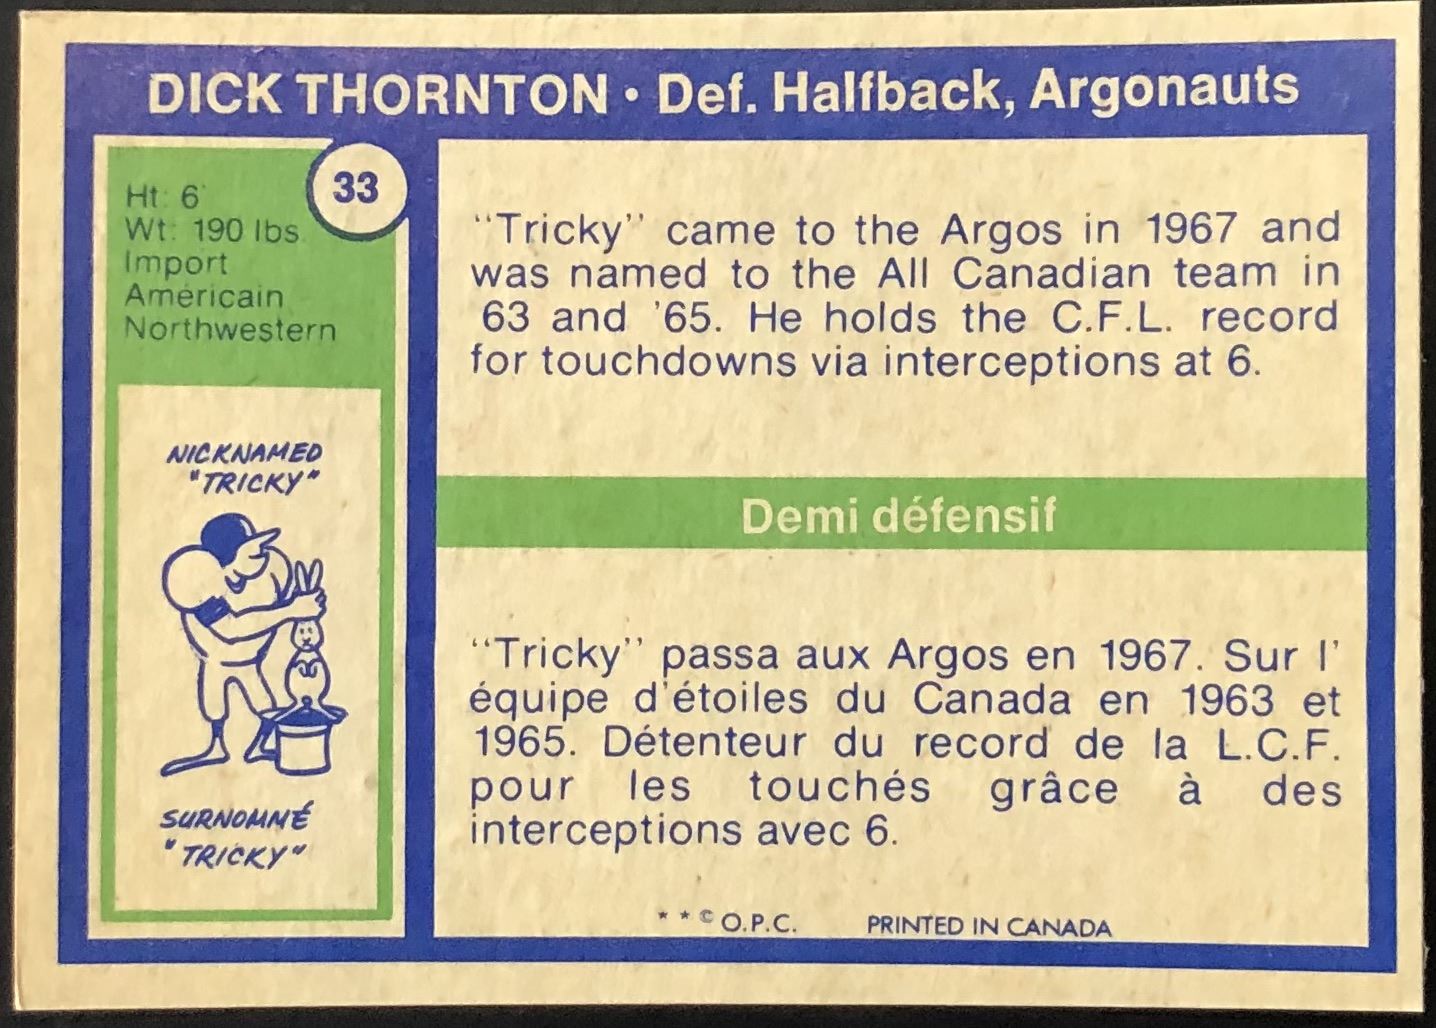 DICK THORNTON • Def. Halfback, Argonauts
33
Ht: 6'
Wt: 190 lbs
Import
Américain
Northwestern
NICKNAMED
"TRICKY"
SURNOMMÉ
"TRICKY"
“Tricky” came to the Argos in 1967 and
was named to the All Canadian team in
63 and '65. He holds the C.F.L. record
for touchdowns via interceptions at 6.
Demi défensif
“Tricky” passa aux Argos en 1967. Sur l'
équipe d'étoiles du Canada en 1963 et
1965. Détenteur du record de la L.C.F.
pour les touchés grâce à des
interceptions avec 6.
* * © O.P.C. PRINTED IN CANADA